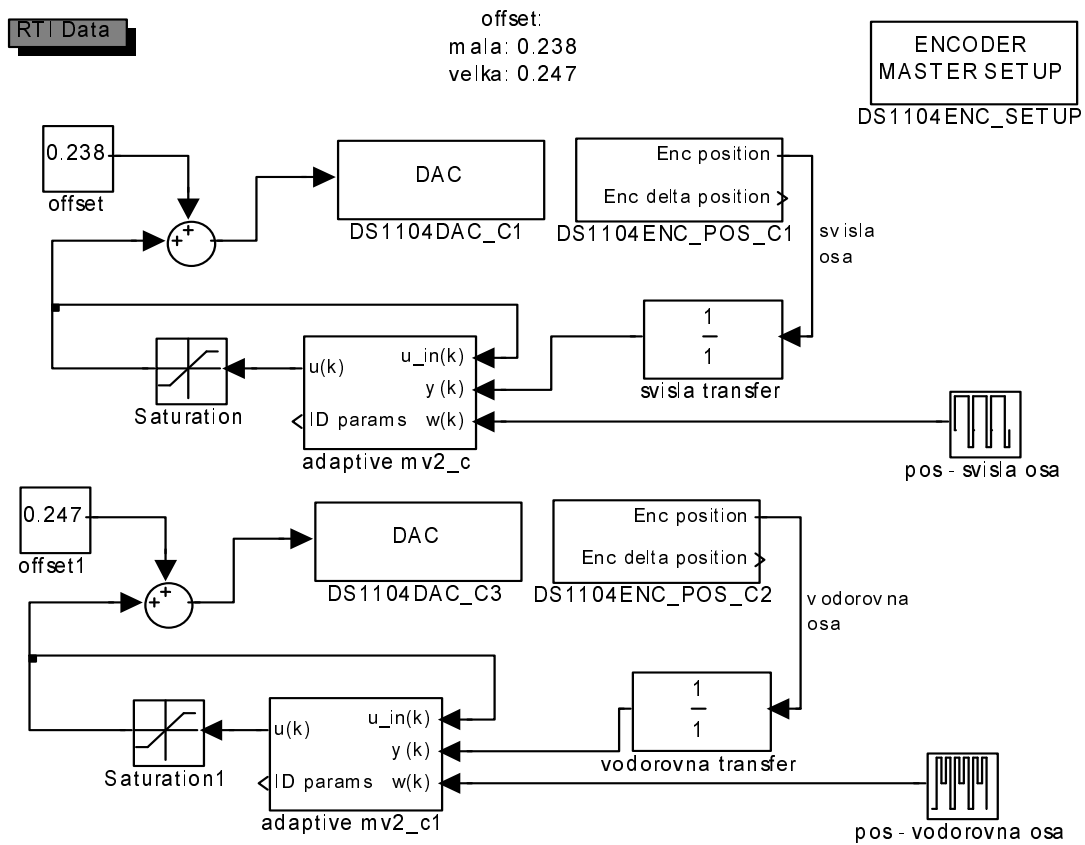 RTI Data
offset:
mala: 0.238
velka: 0.247
ENCODER
MASTER SETUP
DS1104ENC_SETUP
0.238
offset
DAC
DS1104DAC_C1
Enc position
Enc delta position
DS1104ENC_POS_C1
svisla
osa
+
+
1
1
svisla transfer
Saturation
u(k)
ID params
u_in(k)
y(k)
w(k)
adaptive mv2_c
pos - svisla osa
0.247
offset1
DAC
DS1104DAC_C3
Enc position
Enc delta position
DS1104ENC_POS_C2
vodorovna
osa
+
+
1
1
vodorovna transfer
Saturation1
u(k)
ID params
u_in(k)
y(k)
w(k)
adaptive mv2_c1
pos - vodorovna osa